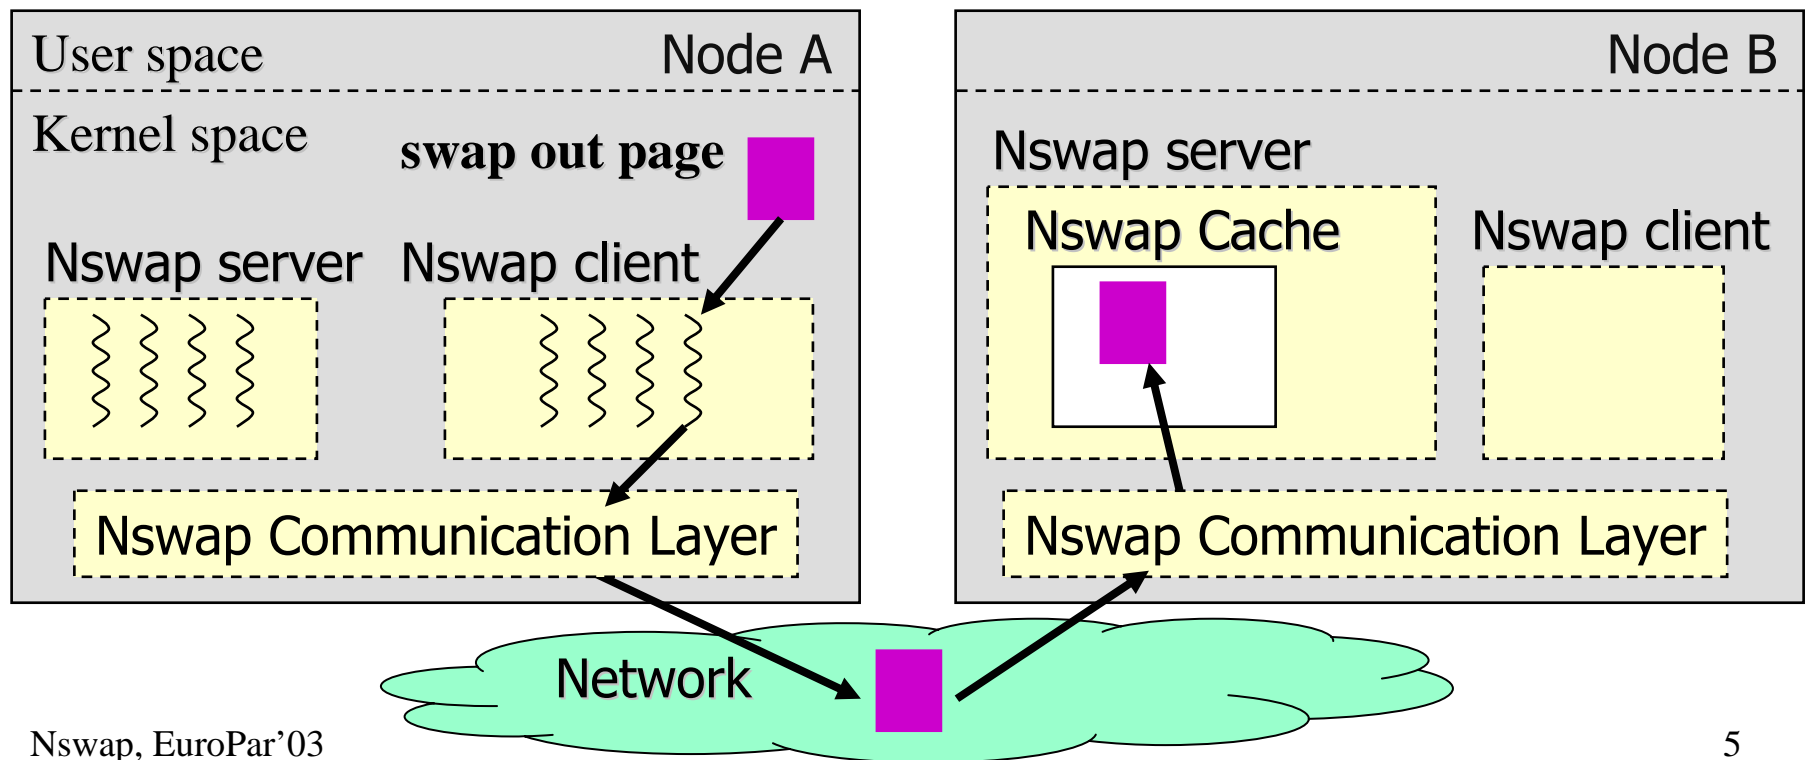 User space
Node A
Kernel space
swap out page
Nswap server
Nswap client
Nswap Communication Layer
Node B
Nswap server
Nswap Cache
Nswap client
Nswap Communication Layer
Network
Nswap, EuroPar’03
5